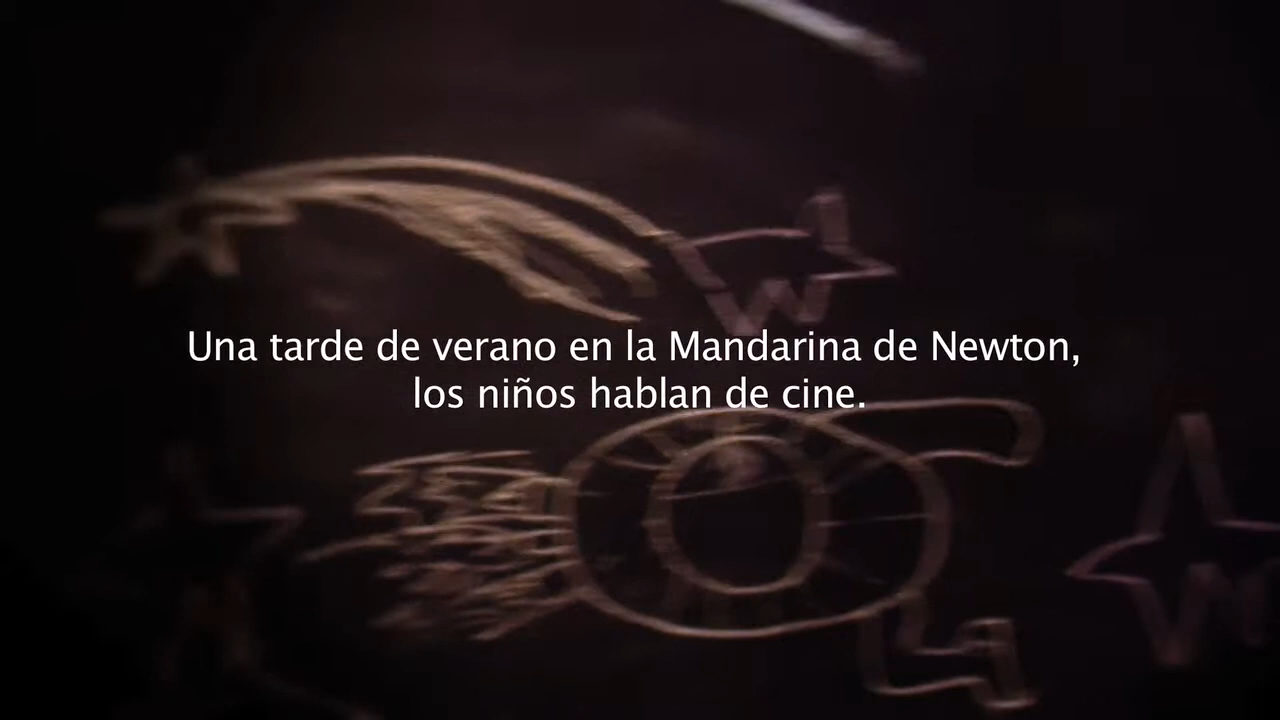 Una tarde de verano en la Mandarina de Newton,
los niños hablan de cine.